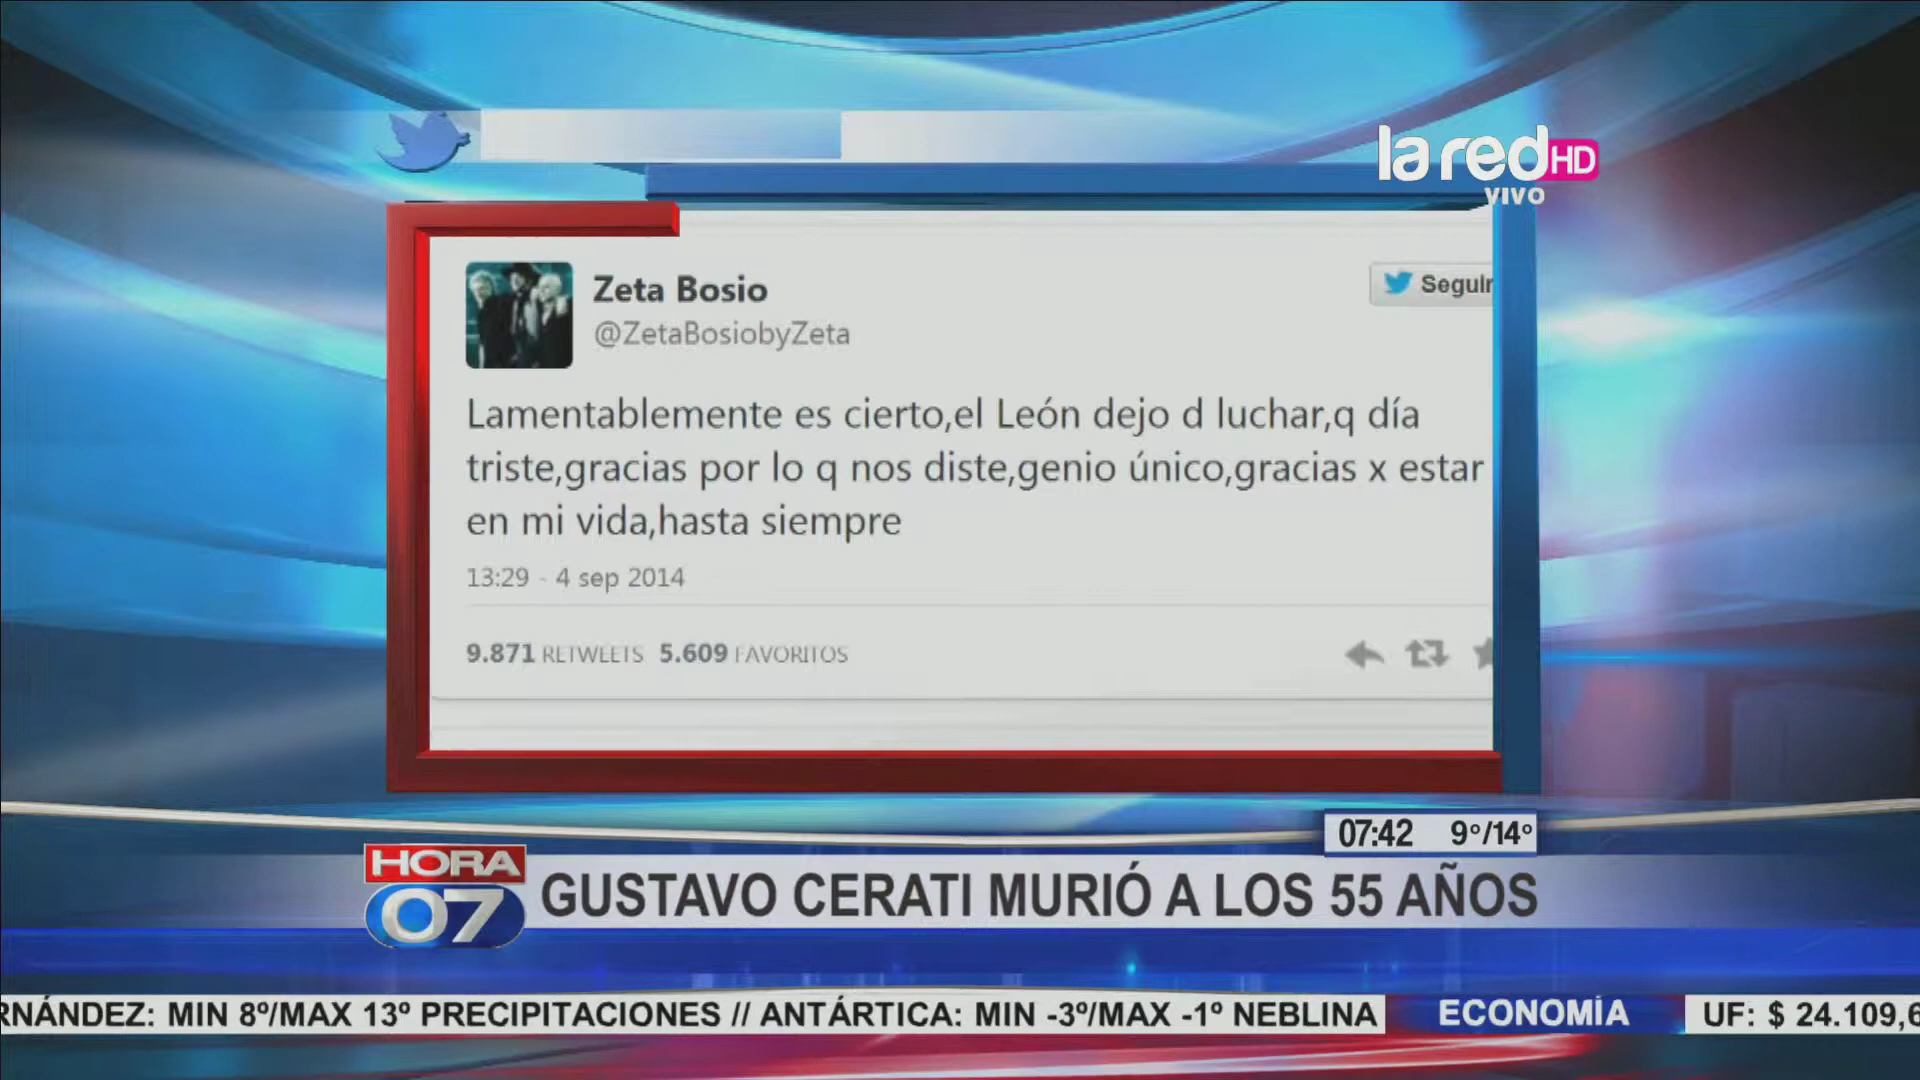 la red HD
VIVO
Zeta Bosio
@ZetaBosiobyZeta
Seguir
Lamentablemente es cierto,el León dejo d luchar,q día
triste,gracias por lo q nos diste,genio único,gracias x estar
en mi vida,hasta siempre
13:29 - 4 sep 2014
9.871 RETWEETS 5.609 FAVORITOS
07:42 9°/14°
HORA
07
GUSTAVO CERATI MURIÓ A LOS 55 AÑOS
RNÁNDEZ: MIN 8º/MAX 13º PRECIPITACIONES // ANTÁRTICA: MIN -3º/MAX -1º NEBLINA
ECONOMÍA
UF: $ 24.109,6